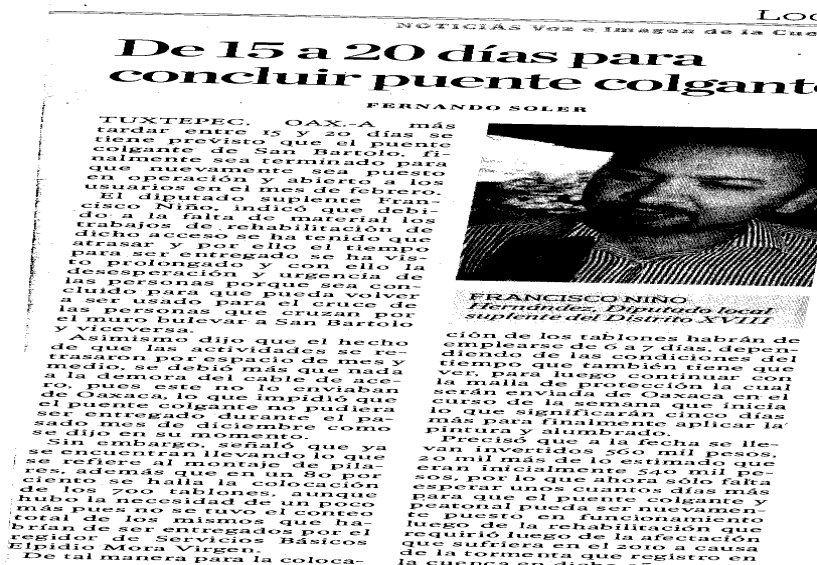 LOC
NOTICIAS Voz e Imagen de la Cue
De 15 a 20 días para
concluir puente colgante
FERNANDO SOLER
TUXTEPEC, OAX.-A más
tardar entre 15 y 20 días se
tiene previsto que el puente
colgante de San Bartolo, fi-
nalmente sea terminado para
que nuevamente sea puesto
en operación y abierto a los
usuarios en el mes de febrero.
El diputado suplente Fran-
cisco Niño, indicó que debi-
do a la falta de material los
trabajos de rehabilitación de
dicho acceso se ha tenido que
atrasar y por ello el tiempo
para ser entregado se ha vis-
to prolongado y con ello la
desesperación y urgencia de
las personas porque sea con-
cluido para que pueda volver
a ser usado para el cruce de
las personas que cruzan por
el muro bulevar a San Bartolo
y viceversa.
Asimismo dijo que el hecho
de que las actividades se re-
trasaron por espacio de mes y
medio, se debió más que nada
a la demora del cable de ace-
ro, pues este no lo enviaban
de Oaxaca, lo que impidió que
el puente colgante no pudiera
ser entregado durante el pa-
sado mes de diciembre como
se dijo en su momento.
Sin embargo, señaló que ya
se encuentran llevando lo que
se refiere al montaje de pila-
res, además que en un 80 por
ciento se halla la colocación
de los 700 tablones, aunque
hubo la necesidad de un poco
más pues no se tuvo el conteo
total de los mismos que ha-
brían de ser entregados por el
regidor de Servicios Básicos
Elpidio Mora Virgen.
De tal manera para la coloca-
FRANCISCO NIÑO
Hernández, Diputado local
suplente del Distrito XVIII
ción de los tablones habrán de
emplearse de 6 a 7 días, depen-
diendo de las condiciones del
tiempo que también tiene que
ver, para luego continuar con
la malla de protección la cual
serán enviada de Oaxaca en el
curso de la semana que inicia
lo que significarán cinco días
más para finalmente aplicar la
pintura y alumbrado.
Precisó que a la fecha se lle-
van invertidos 560 mil pesos,
20 mil más de lo estimado que
eran inicialmente 540 mil pe-
sos, por lo que ahora sólo falta
esperar unos cuantos días más
para que el puente colgante y
peatonal pueda ser nuevamen-
te puesto en funcionamiento
luego de la rehabilitación que
requirió luego de la afectación
que sufriera en el 2010 a causa
de la tormenta que registro en
la cuenca en dicho